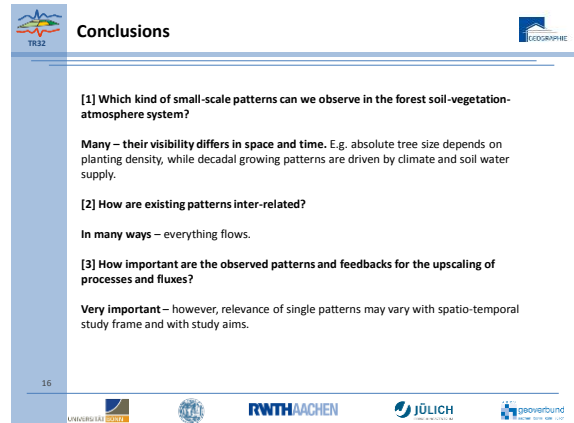 TR32
Conclusions
GEOGRAPHIE
[1] Which kind of small-scale patterns can we observe in the forest soil-vegetation-
atmosphere system?
Many – their visibility differs in space and time. E.g. absolute tree size depends on
planting density, while decadal growing patterns are driven by climate and soil water
supply.
[2] How are existing patterns inter-related?
In many ways – everything flows.
[3] How important are the observed patterns and feedbacks for the upscaling of
processes and fluxes?
Very important – however, relevance of single patterns may vary with spatio-temporal
study frame and with study aims.
16
UNIVERSITÄT BONN
RWTHAACHEN
JÜLICH
geoverbund